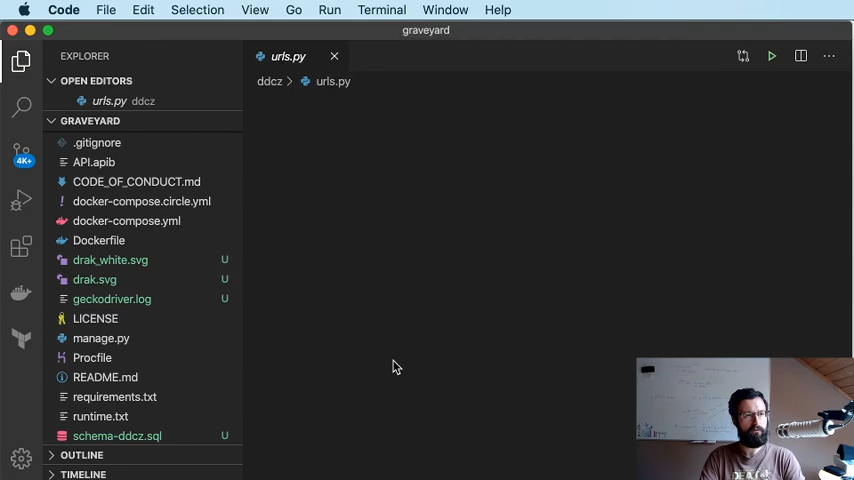 Code File Edit Selection View Go Run Terminal Window Help
graveyard
EXPLORER
urls.py
OPEN EDITORS
urls.py ddcz
ddcz > urls.py
GRAVEYARD
.gitignore
API.apib
4K+
CODE_OF_CONDUCT.md
docker-compose.circle.yml
docker-compose.yml
Dockerfile
drak_white.svg U
drak.svg U
geckodriver.log U
LICENSE
manage.py
Procfile
README.md
requirements.txt
runtime.txt
schema-ddcz.sql U
OUTLINE
TIMELINE